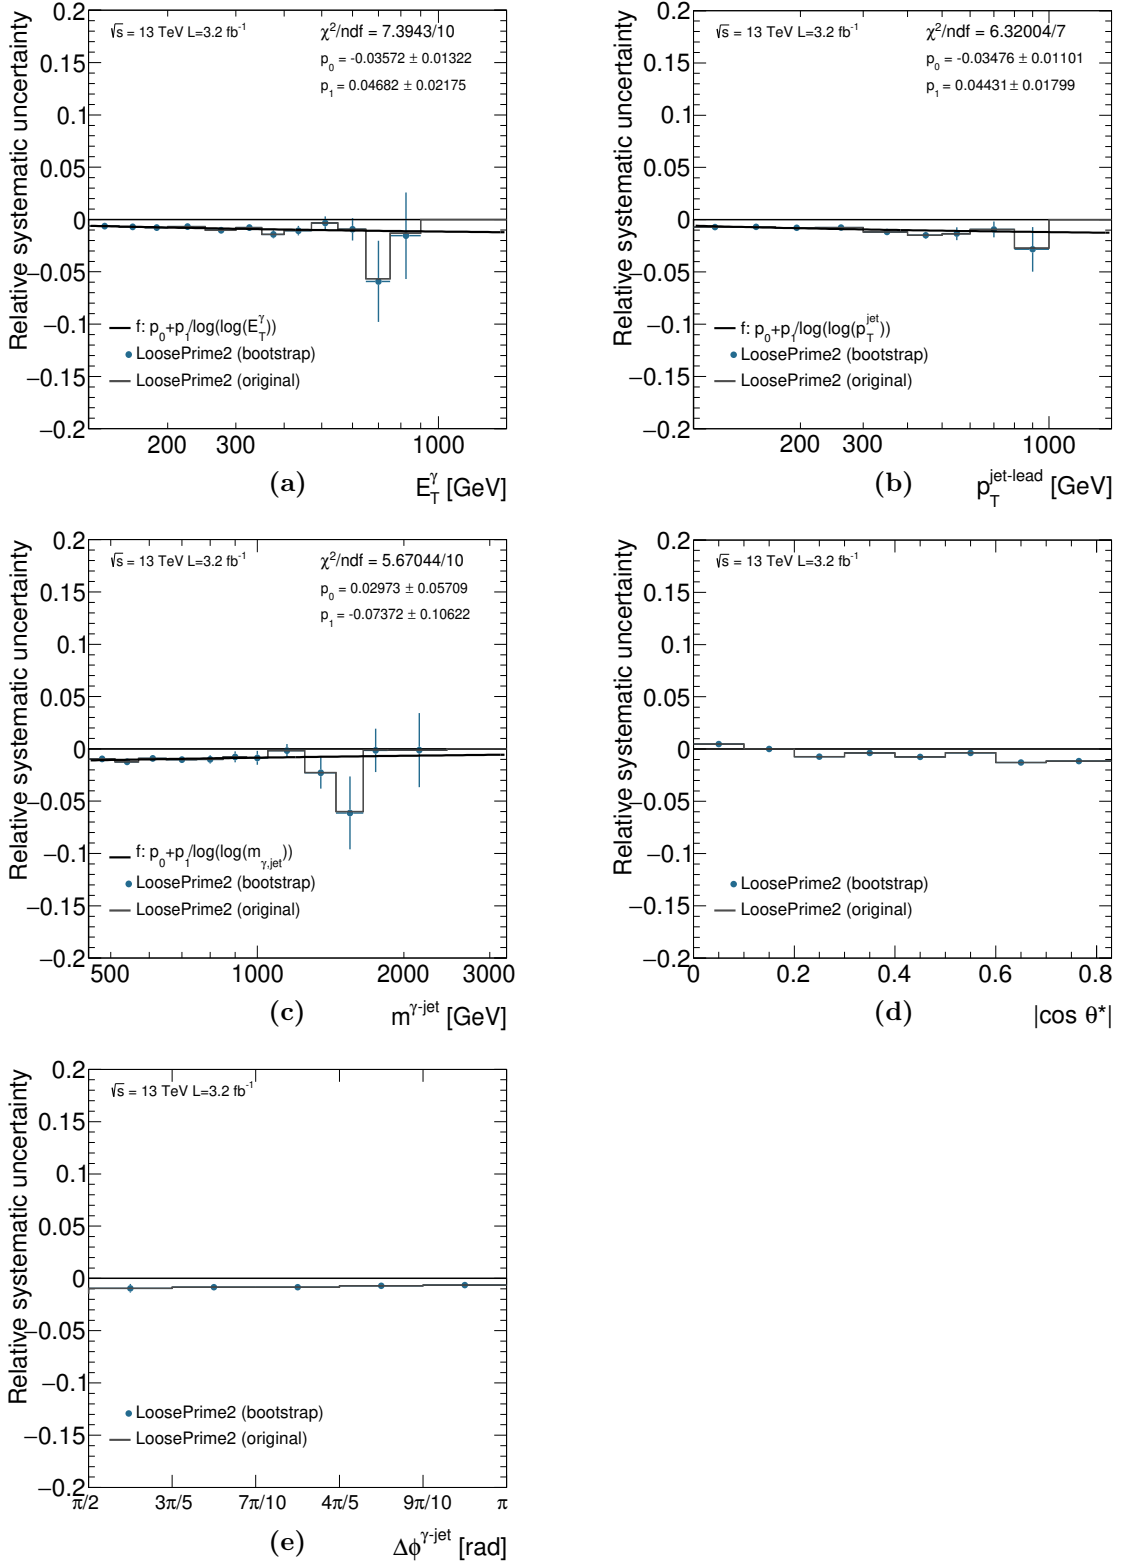 √s = 13 TeV L=3.2 fb⁻¹
χ²/ndf = 7.3943/10
p₀ = -0.03572 ± 0.01322
p₁ = 0.04682 ± 0.02175
Relative systematic uncertainty
0.2
0.15
0.1
0.05
0
−0.05
−0.1
−0.15
−0.2
f: p₀+p₁/log(log(E_T^γ))
LoosePrime2 (bootstrap)
LoosePrime2 (original)
200 300 1000
(a) E_T^γ [GeV]
√s = 13 TeV L=3.2 fb⁻¹
χ²/ndf = 6.32004/7
p₀ = -0.03476 ± 0.01101
p₁ = 0.04431 ± 0.01799
Relative systematic uncertainty
0.2
0.15
0.1
0.05
0
−0.05
−0.1
−0.15
−0.2
f: p₀+p₁/log(log(p_T^jet))
LoosePrime2 (bootstrap)
LoosePrime2 (original)
200 300 1000
(b) p_T^jet-lead [GeV]
√s = 13 TeV L=3.2 fb⁻¹
χ²/ndf = 5.67044/10
p₀ = 0.02973 ± 0.05709
p₁ = -0.07372 ± 0.10622
Relative systematic uncertainty
0.2
0.15
0.1
0.05
0
−0.05
−0.1
−0.15
−0.2
f: p₀+p₁/log(log(m_γ,jet))
LoosePrime2 (bootstrap)
LoosePrime2 (original)
500 1000 2000 3000
(c) m^γ-jet [GeV]
√s = 13 TeV L=3.2 fb⁻¹
Relative systematic uncertainty
0.2
0.15
0.1
0.05
0
−0.05
−0.1
−0.15
−0.2
LoosePrime2 (bootstrap)
LoosePrime2 (original)
0 0.2 0.4 0.6 0.8
(d) |cos θ*|
√s = 13 TeV L=3.2 fb⁻¹
Relative systematic uncertainty
0.2
0.15
0.1
0.05
0
−0.05
−0.1
−0.15
−0.2
LoosePrime2 (bootstrap)
LoosePrime2 (original)
π/2 3π/5 7π/10 4π/5 9π/10 π
(e) Δϕ^γ-jet [rad]